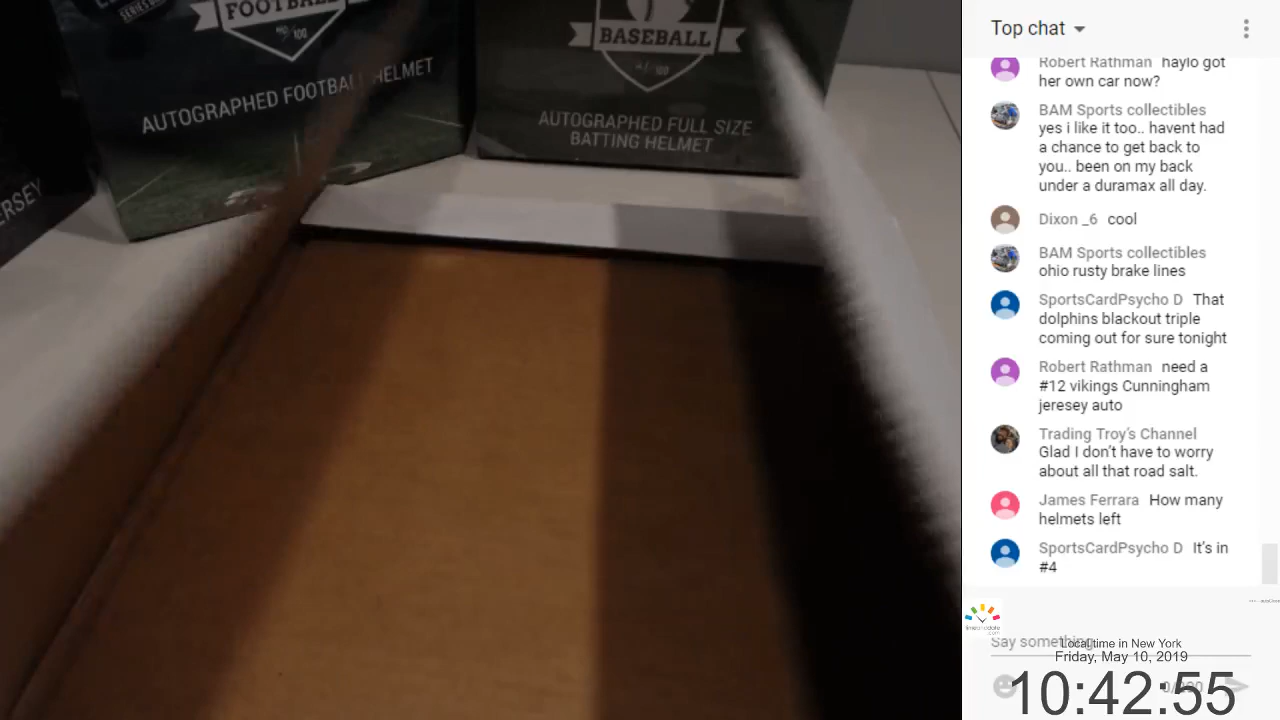 FOOTBALL
AUTOGRAPHED FOOTBALL HELMET
BASEBALL
AUTOGRAPHED FULL SIZE
BATTING HELMET
Top chat
Robert Rathman haylo got
her own car now?
BAM Sports collectibles
yes i like it too.. havent had
a chance to get back to
you.. been on my back
under a duramax all day.
Dixon _6 cool
BAM Sports collectibles
ohio rusty brake lines
SportsCardPsycho D That
dolphins blackout triple
coming out for sure tonight
Robert Rathman need a
#12 vikings Cunningham
jeresey auto
Trading Troy's Channel
Glad I don't have to worry
about all that road salt.
James Ferrara How many
helmets left
SportsCardPsycho D It's in
#4
Say something...
Local time in New York
Friday, May 10, 2019
10:42:55